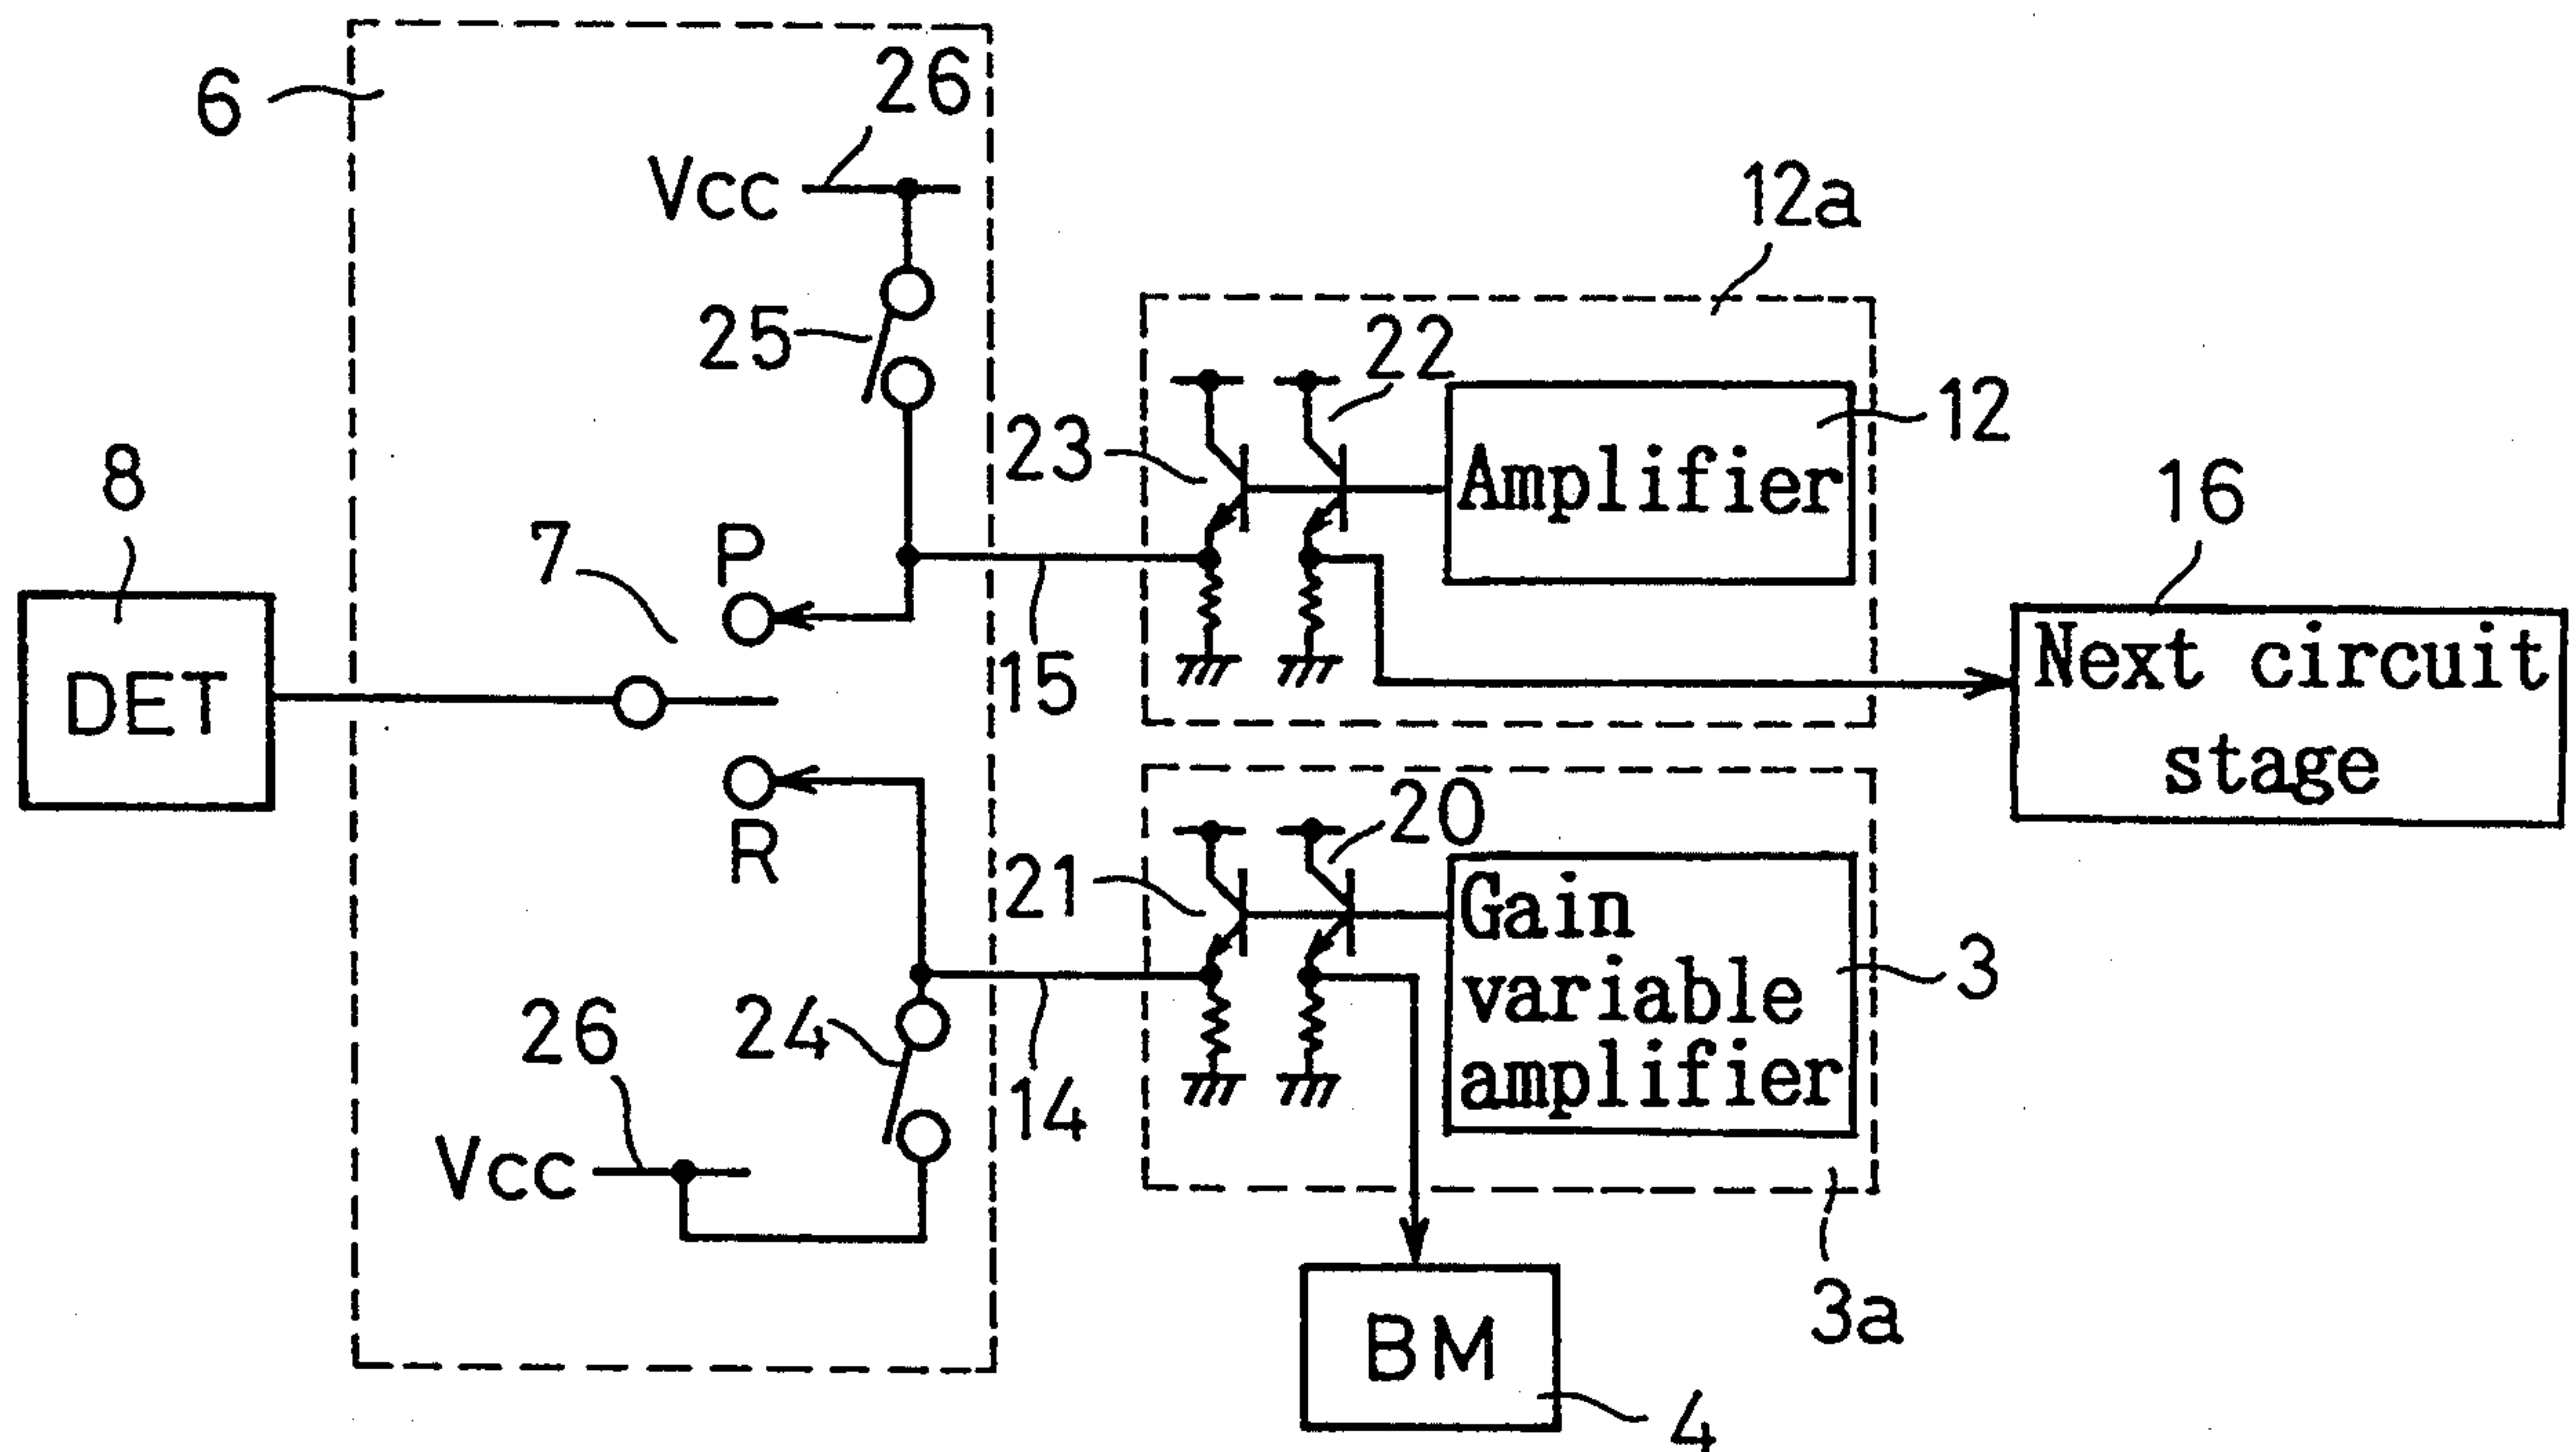 6
26
Vcc
25
12a
22
23
Amplifier
12
8
DET
7
P
15
16
Next circuit
stage
R
21
20
Gain
variable
amplifier
3
24
26
Vcc
14
3a
BM
4